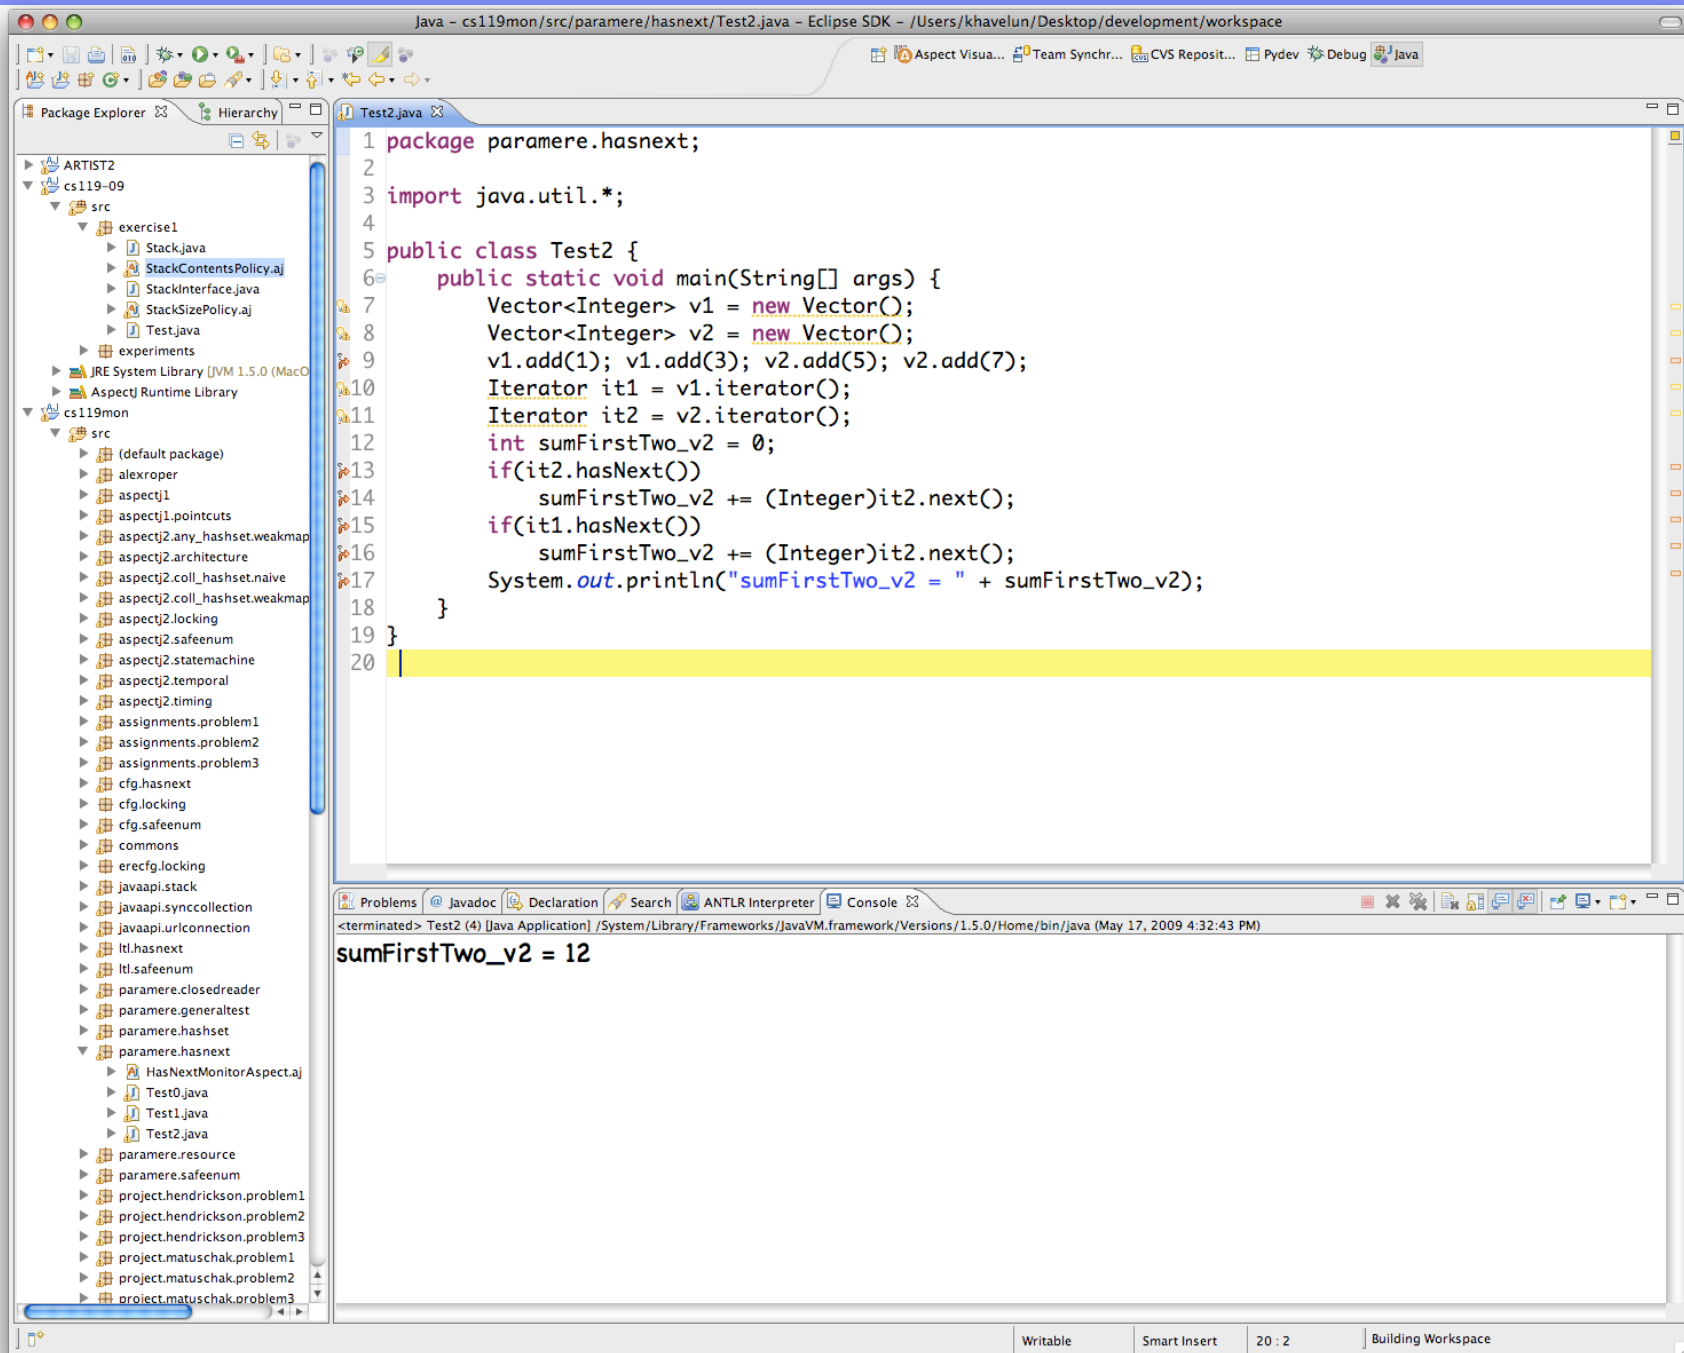 Java – cs119mon/src/paramere/hasnext/Test2.java – Eclipse SDK – /Users/khavelun/Desktop/development/workspace
Aspect Visua... Team Synchr... CVS Reposit... Pydev Debug Java
Package Explorer Hierarchy
ARTIST2
cs119-09
src
exercise1
Stack.java
StackContentsPolicy.aj
StackInterface.java
StackSizePolicy.aj
Test.java
experiments
JRE System Library [JVM 1.5.0 (MacO
AspectJ Runtime Library
cs119mon
src
(default package)
alexroper
aspectj1
aspectj1.pointcuts
aspectj2.any_hashset.weakmap
aspectj2.architecture
aspectj2.coll_hashset.naive
aspectj2.coll_hashset.weakmap
aspectj2.locking
aspectj2.safeenum
aspectj2.statemachine
aspectj2.temporal
aspectj2.timing
assignments.problem1
assignments.problem2
assignments.problem3
cfg.hasnext
cfg.locking
cfg.safeenum
commons
erecfg.locking
javaapi.stack
javaapi.synccollection
javaapi.urlconnection
ltl.hasnext
ltl.safeenum
paramere.closedreader
paramere.generaltest
paramere.hashset
paramere.hasnext
HasNextMonitorAspect.aj
Test0.java
Test1.java
Test2.java
paramere.resource
paramere.safeenum
project.hendrickson.problem1
project.hendrickson.problem2
project.hendrickson.problem3
project.matuschak.problem1
project.matuschak.problem2
project.matuschak.problem3
Test2.java
1 package paramere.hasnext;
2
3 import java.util.*;
4
5 public class Test2 {
6 public static void main(String[] args) {
7 Vector<Integer> v1 = new Vector();
8 Vector<Integer> v2 = new Vector();
9 v1.add(1); v1.add(3); v2.add(5); v2.add(7);
10 Iterator it1 = v1.iterator();
11 Iterator it2 = v2.iterator();
12 int sumFirstTwo_v2 = 0;
13 if(it2.hasNext())
14 sumFirstTwo_v2 += (Integer)it2.next();
15 if(it1.hasNext())
16 sumFirstTwo_v2 += (Integer)it2.next();
17 System.out.println("sumFirstTwo_v2 = " + sumFirstTwo_v2);
18 }
19 }
20
Problems @ Javadoc Declaration Search ANTLR Interpreter Console
<terminated> Test2 (4) [Java Application] /System/Library/Frameworks/JavaVM.framework/Versions/1.5.0/Home/bin/java (May 17, 2009 4:32:43 PM)
sumFirstTwo_v2 = 12
Writable Smart Insert 20 : 2 Building Workspace